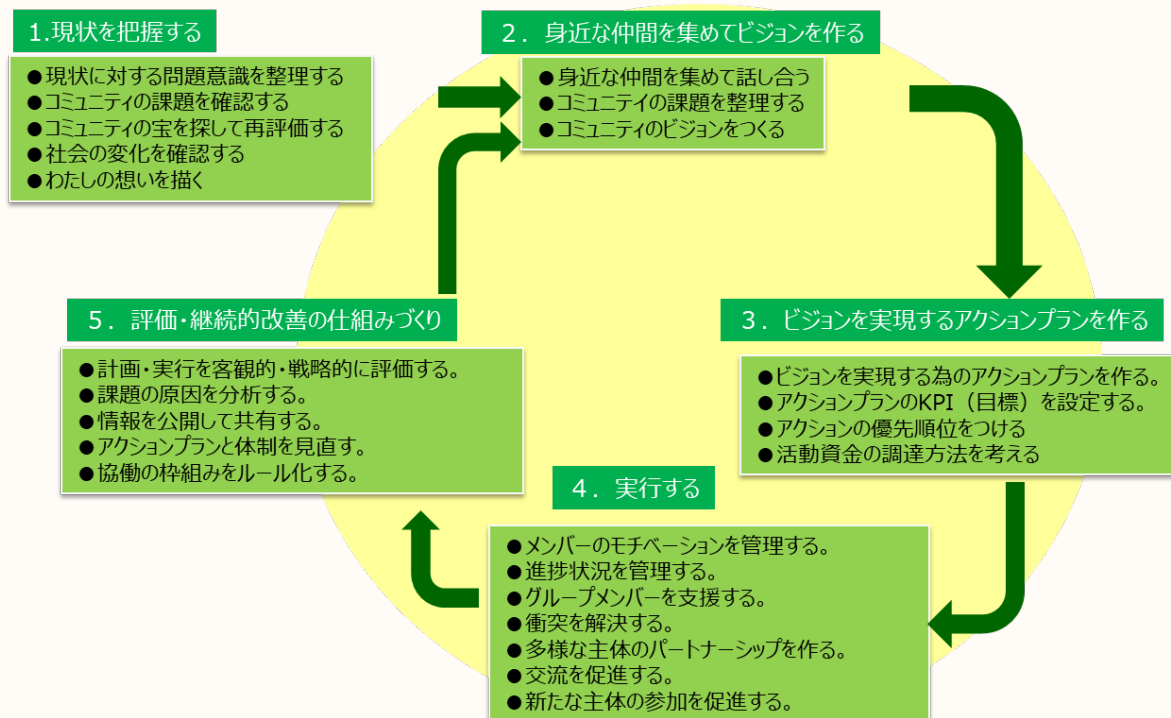 1.現状を把握する
●現状に対する問題意識を整理する
●コミュニティの課題を確認する
●コミュニティの宝を探して再評価する
●社会の変化を確認する
●わたしの想いを描く
2．身近な仲間を集めてビジョンを作る
●身近な仲間を集めて話し合う
●コミュニテイの課題を整理する
●コミュニティのビジョンをつくる
3．ビジョンを実現するアクションプランを作る
●ビジョンを実現する為のアクションプランを作る。
●アクションプランのKPI（目標）を設定する。
●アクションの優先順位をつける
●活動資金の調達方法を考える
4．実行する
●メンバーのモチベーションを管理する。
●進捗状況を管理する。
●グループメンバーを支援する。
●衝突を解決する。
●多様な主体のパートナーシップを作る。
●交流を促進する。
●新たな主体の参加を促進する。
5．評価・継続的改善の仕組みづくり
●計画・実行を客観的・戦略的に評価する。
●課題の原因を分析する。
●情報を公開して共有する。
●アクションプランと体制を見直す。
●協働の枠組みをルール化する。